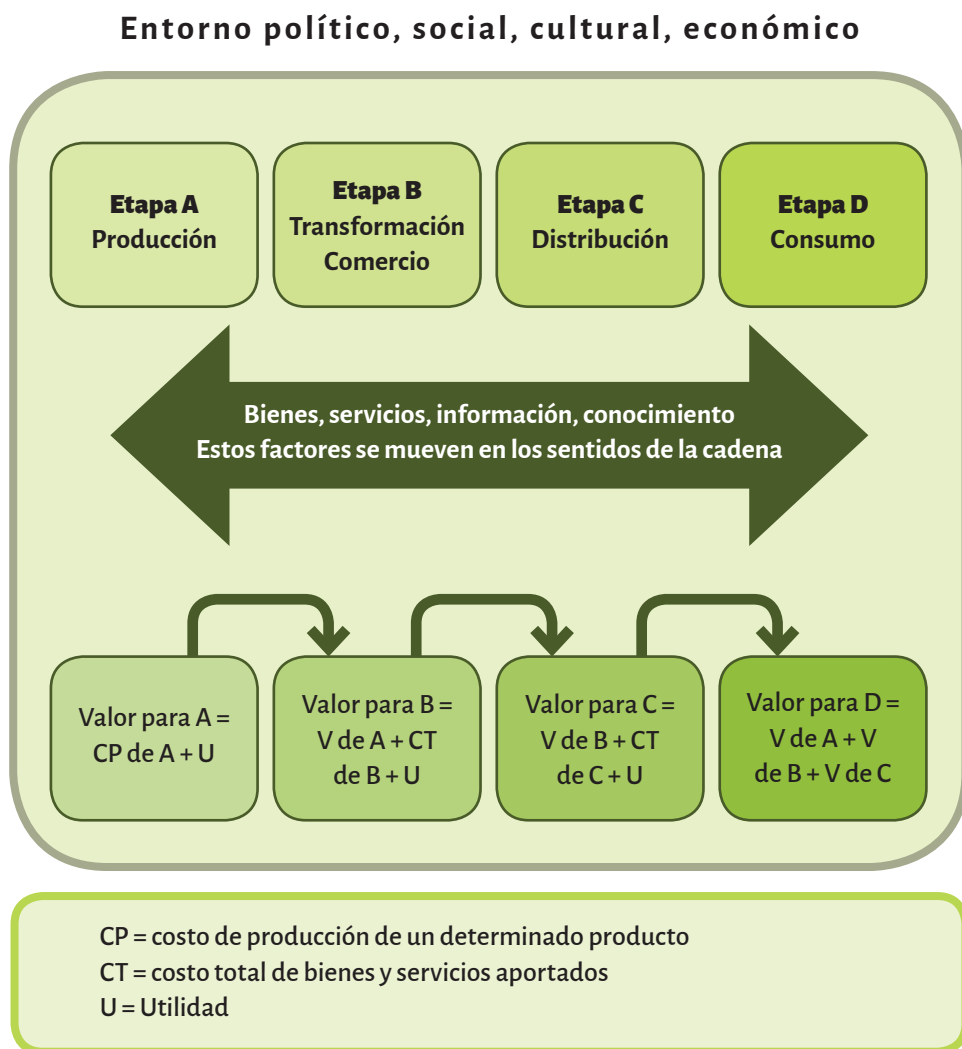 Entorno político, social, cultural, económico
Etapa A
Producción
Etapa B
Transformación
Comercio
Etapa C
Distribución
Etapa D
Consumo
Bienes, servicios, información, conocimiento
Estos factores se mueven en los sentidos de la cadena
Valor para A =
CP de A + U
Valor para B =
V de A + CT
de B + U
Valor para C =
V de B + CT
de C + U
Valor para D =
V de A + V
de B + V de C
CP = costo de producción de un determinado producto
CT = costo total de bienes y servicios aportados
U = Utilidad